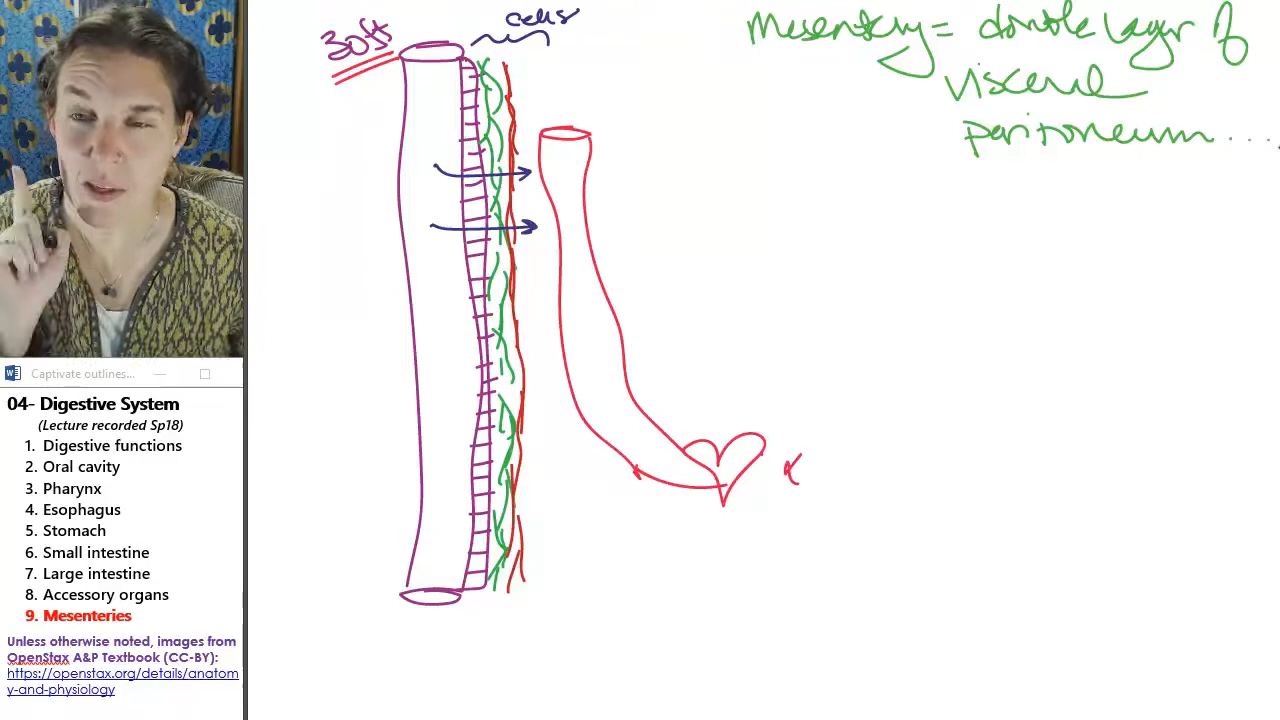 30ft
cells
Mesentery = double layer of
visceral
peritoneum ....
Captivate outlines...
04- Digestive System
(Lecture recorded Sp18)
1. Digestive functions
2. Oral cavity
3. Pharynx
4. Esophagus
5. Stomach
6. Small intestine
7. Large intestine
8. Accessory organs
9. Mesenteries
Unless otherwise noted, images from
OpenStax A&P Textbook (CC-BY):
https://openstax.org/details/anatom
y-and-physiology